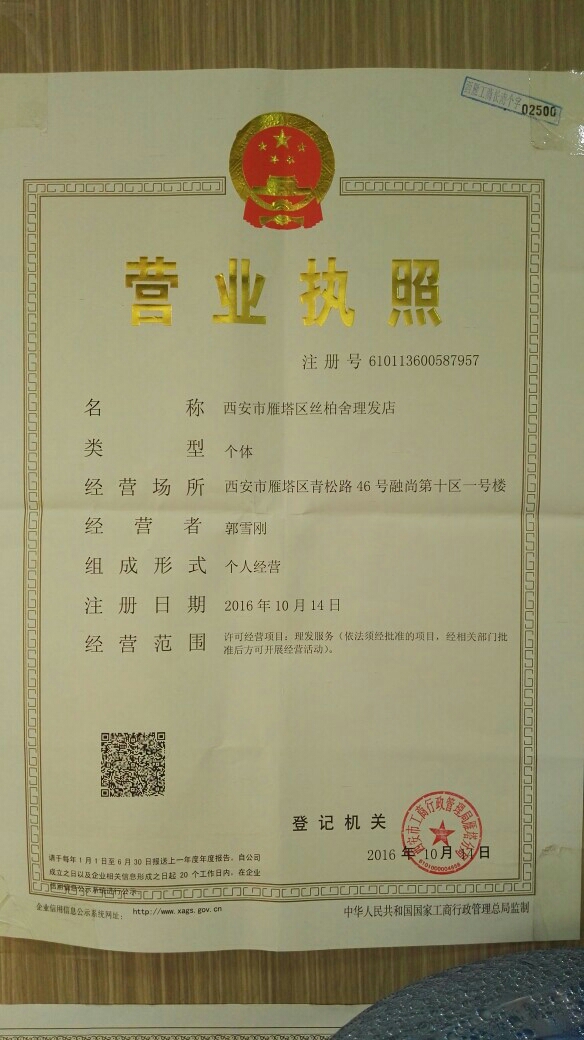 02500
营业执照
注册号 610113600587957
名称 西安市雁塔区丝柏舍理发店
类型 个体
经营场所 西安市雁塔区青松路46号融尚第十区一号楼
经营者 郭雪刚
组成形式 个人经营
注册日期 2016年10月14日
经营范围 许可经营项目:理发服务(依法须经批准的项目,经相关部门批
准后方可开展经营活动)。
登记机关
西安市工商行政管理局雁塔分局
2016年10月 日
请于每年1月1日至6月30日报送上一年度年度报告。自公司
成立之日以及企业相关信息形成之日起20个工作日内,在企业
信用信息公示系统进行公示。
企业信用信息公示系统网址: http://www.xags.gov.cn
中华人民共和国国家工商行政管理总局监制